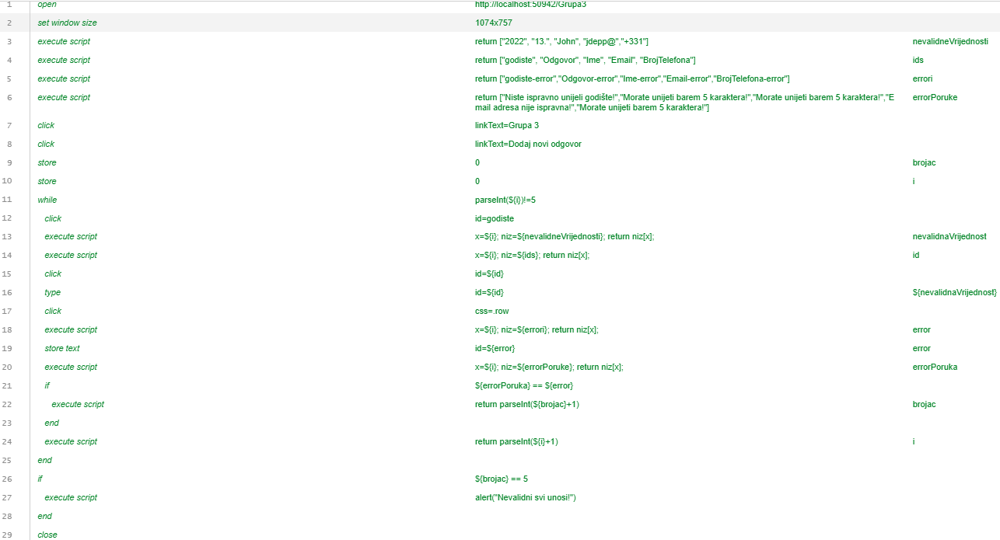 1 open http://localhost:50942/Grupa3
2 set window size 1074x757
3 execute script return ["2022", "13.", "John", "jdepp@","+331"] nevalidneVrijednosti
4 execute script return ["godiste", "Odgovor", "Ime", "Email", "BrojTelefona"] ids
5 execute script return ["godiste-error","Odgovor-error","Ime-error","Email-error","BrojTelefona-error"] errori
6 execute script return ["Niste ispravno unijeli godište!","Morate unijeti barem 5 karaktera!","Morate unijeti barem 5 karaktera!","E errorPoruke
mail adresa nije ispravna!","Morate unijeti barem 5 karaktera!"]
7 click linkText=Grupa 3
8 click linkText=Dodaj novi odgovor
9 store 0 brojac
10 store 0 i
11 while parseInt(${i})!=5
12 click id=godiste
13 execute script x=${i}; niz=${nevalidneVrijednosti}; return niz[x]; nevalidnaVrijednost
14 execute script x=${i}; niz=${ids}; return niz[x]; id
15 click id=${id}
16 type id=${id} ${nevalidnaVrijednost}
17 click css=.row
18 execute script x=${i}; niz=${errori}; return niz[x]; error
19 store text id=${error} error
20 execute script x=${i}; niz=${errorPoruke}; return niz[x]; errorPoruka
21 if ${errorPoruka} == ${error}
22 execute script return parseInt(${brojac}+1) brojac
23 end
24 execute script return parseInt(${i}+1) i
25 end
26 if ${brojac} == 5
27 execute script alert("Nevalidni svi unosi!")
28 end
29 close